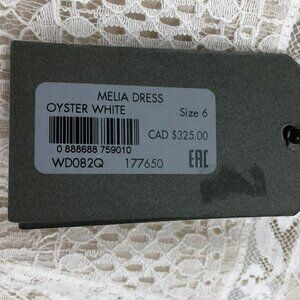 MELIA DRESS
OYSTER WHITE Size 6
CAD $325.00
0 888688 759010
WD082Q 177650 EAC